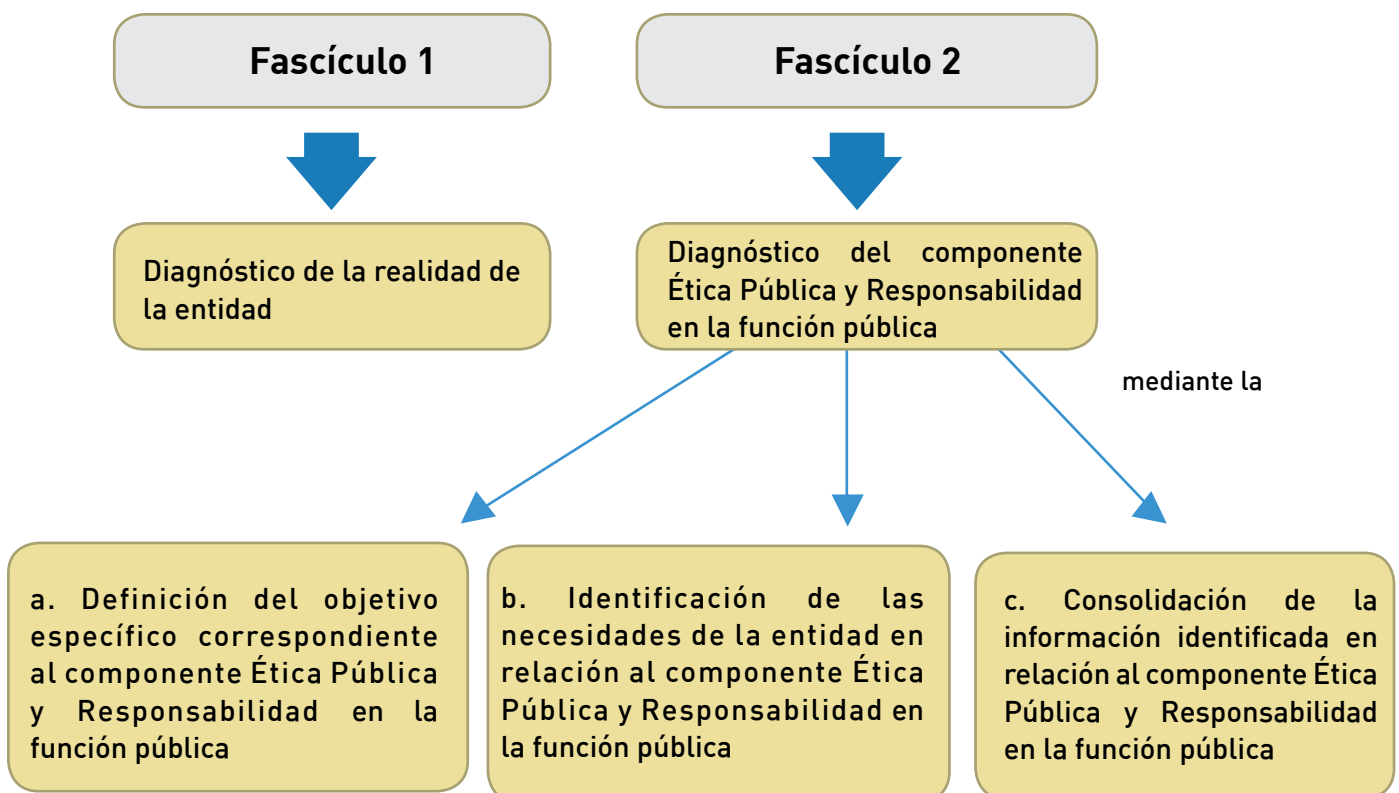 Fascículo 1
Fascículo 2
Diagnóstico de la realidad de
la entidad
Diagnóstico del componente
Ética Pública y Responsabilidad
en la función pública
mediante la
a. Definición del objetivo
específico correspondiente
al componente Ética Pública
y Responsabilidad en la
función pública
b. Identificación de las
necesidades de la entidad en
relación al componente Ética
Pública y Responsabilidad en
la función pública
c. Consolidación de la
información identificada en
relación al componente Ética
Pública y Responsabilidad
en la función pública